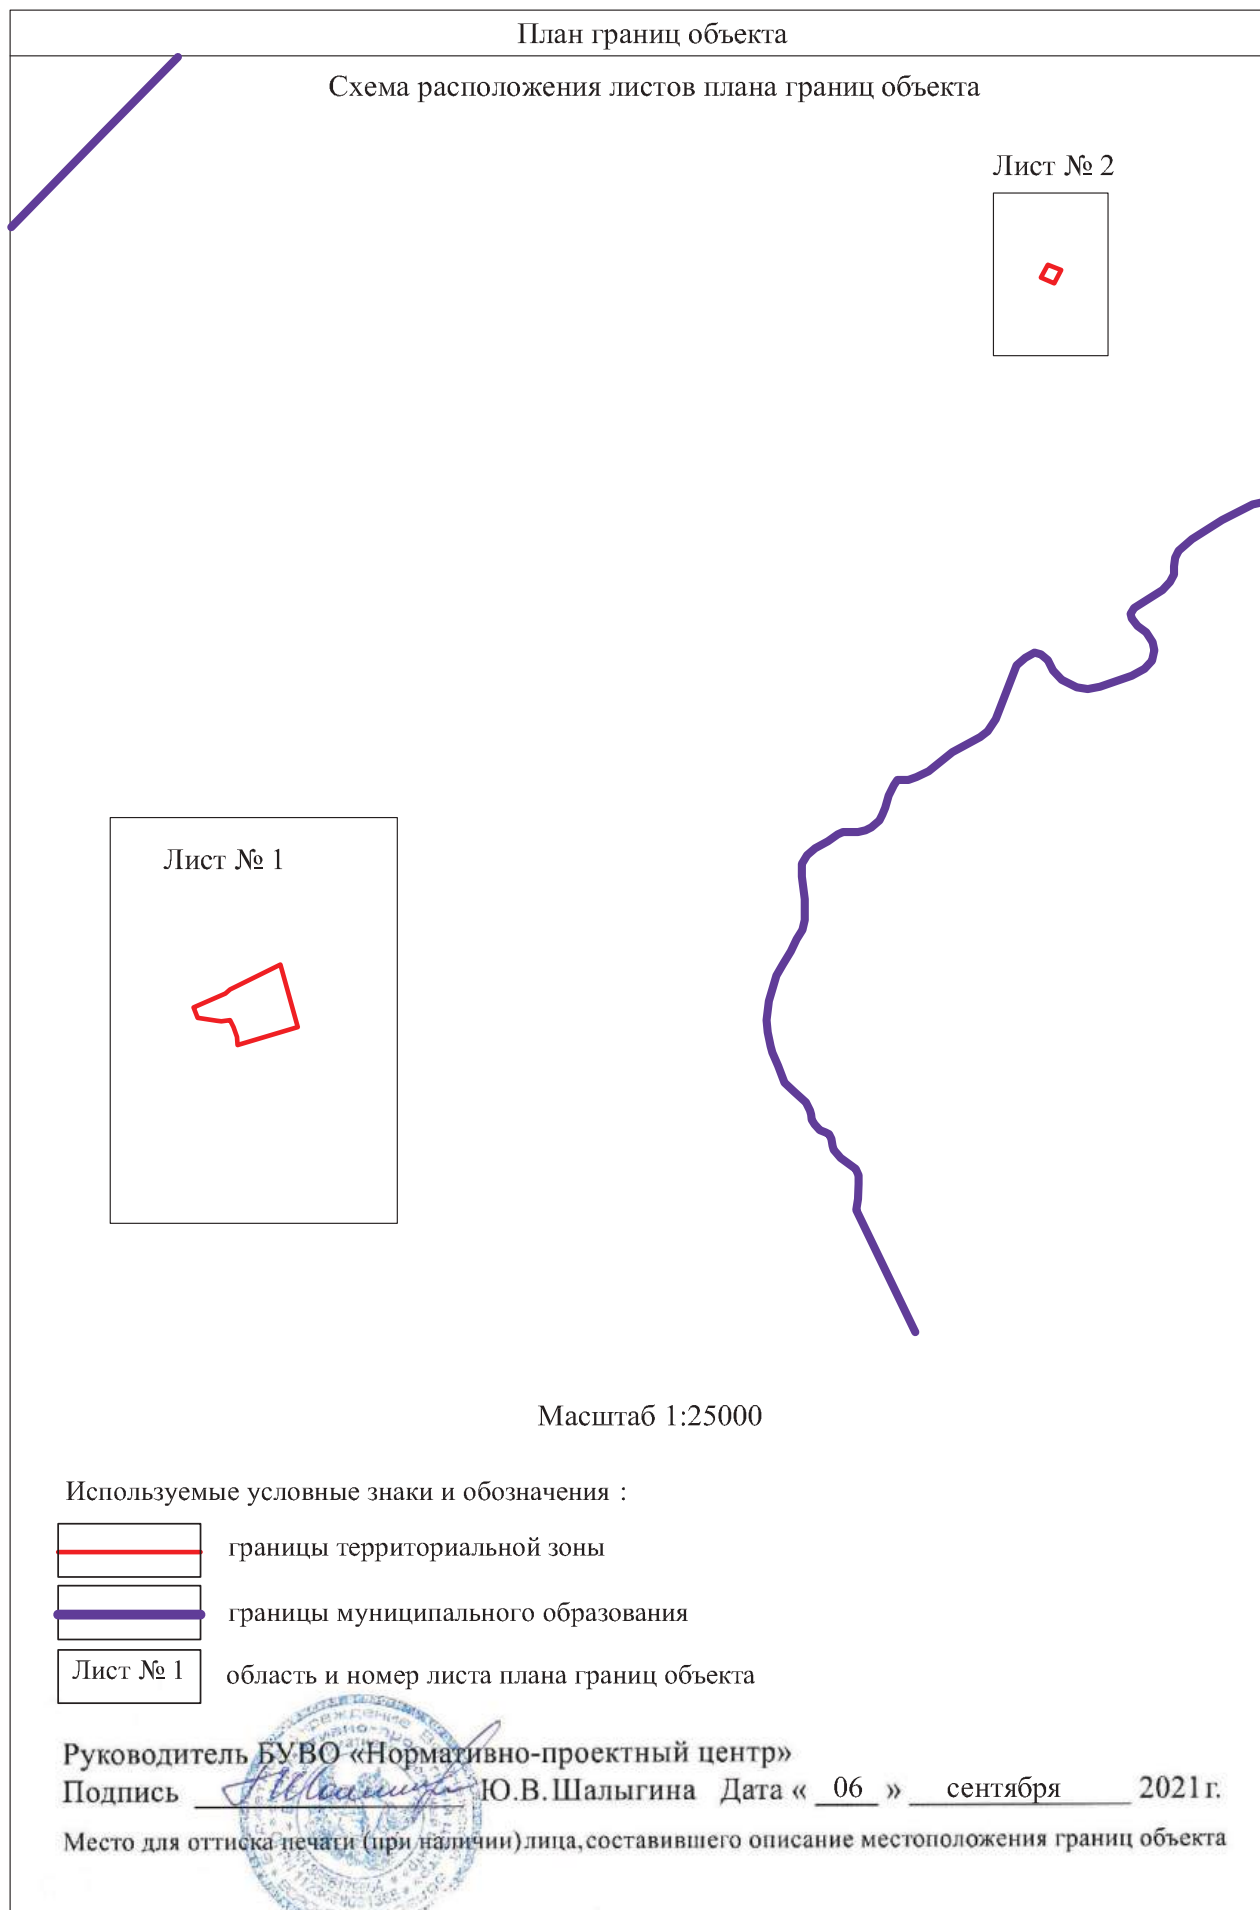 План границ объекта
Схема расположения листов плана границ объекта
Лист № 2
Лист № 1
Масштаб 1:25000
Используемые условные знаки и обозначения :
границы территориальной зоны
границы муниципального образования
Лист № 1 область и номер листа плана границ объекта
Руководитель БУВО «Нормативно-проектный центр»
Подпись Ю.В.Шалыгина Дата « 06 » сентября 2021г.
Место для оттиска печати (при наличии) лица, составившего описание местоположения границ объекта